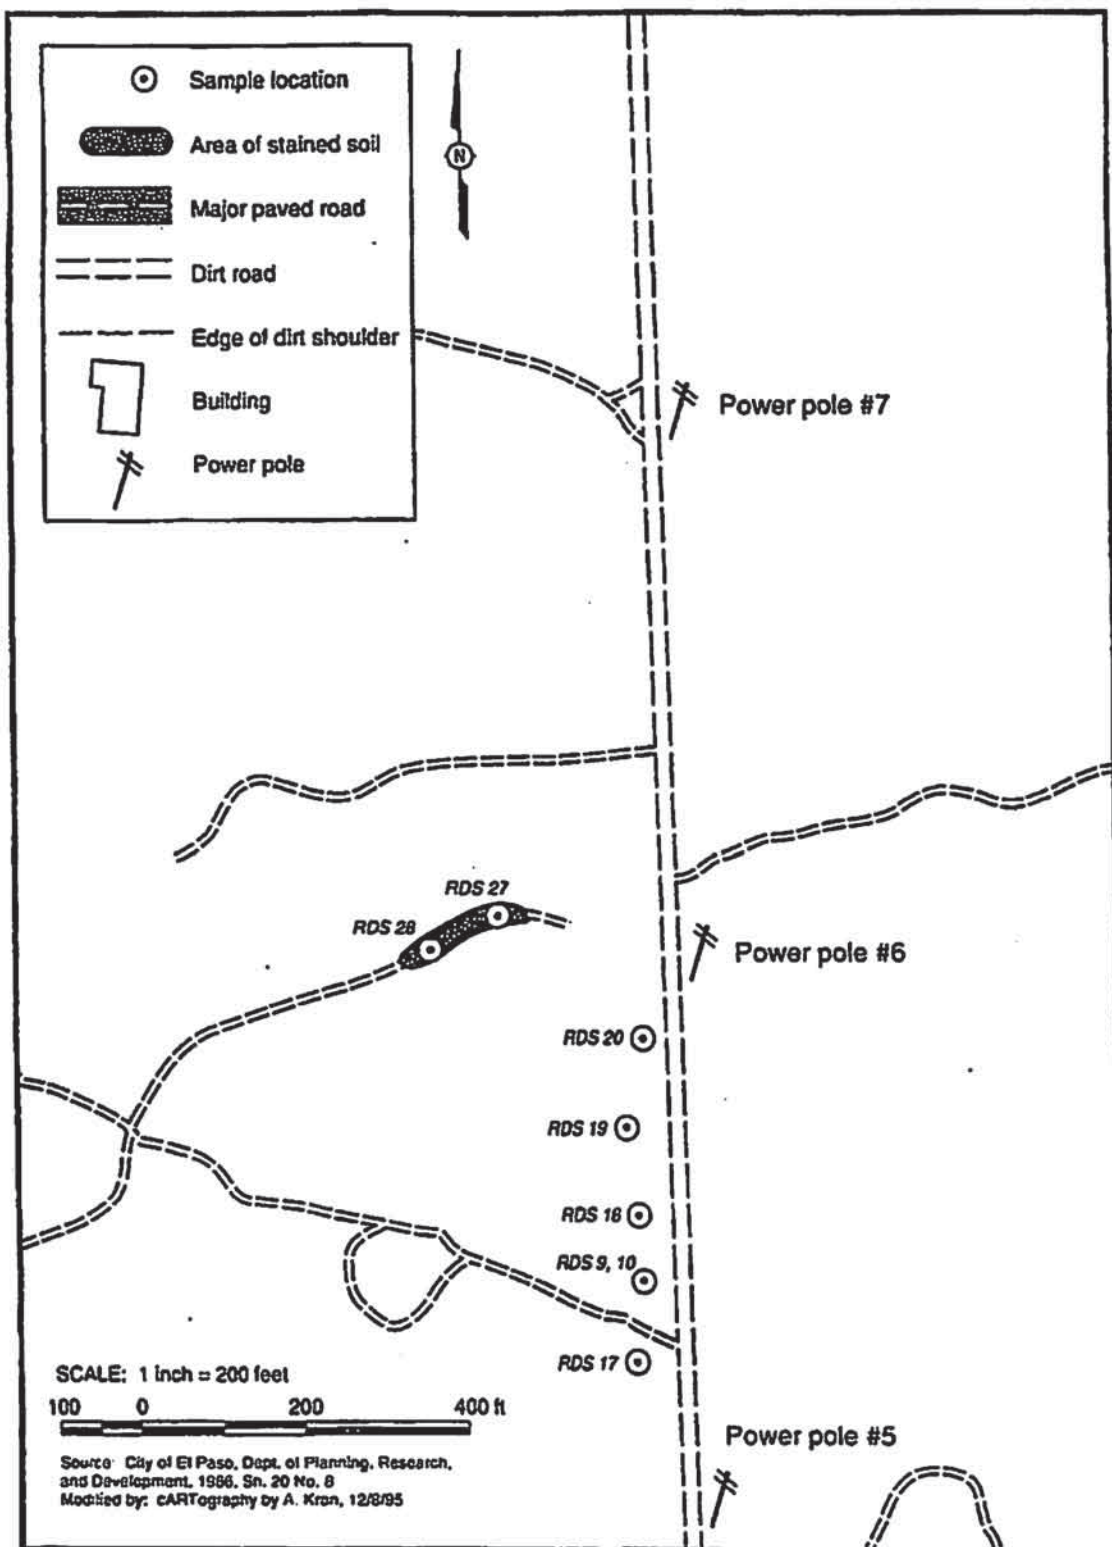 Sample location
Area of stained soil
Major paved road
Dirt road
Edge of dirt shoulder
Building
Power pole
N
Power pole #7
RDS 27
RDS 28
Power pole #6
RDS 20
RDS 19
RDS 18
RDS 9, 10
RDS 17
SCALE: 1 inch = 200 feet
100 0 200 400 ft
Power pole #5
Source: City of El Paso, Dept. of Planning, Research,
and Development, 1986, Sn. 20 No. 8
Modified by: cARTography by A. Kron, 12/8/95